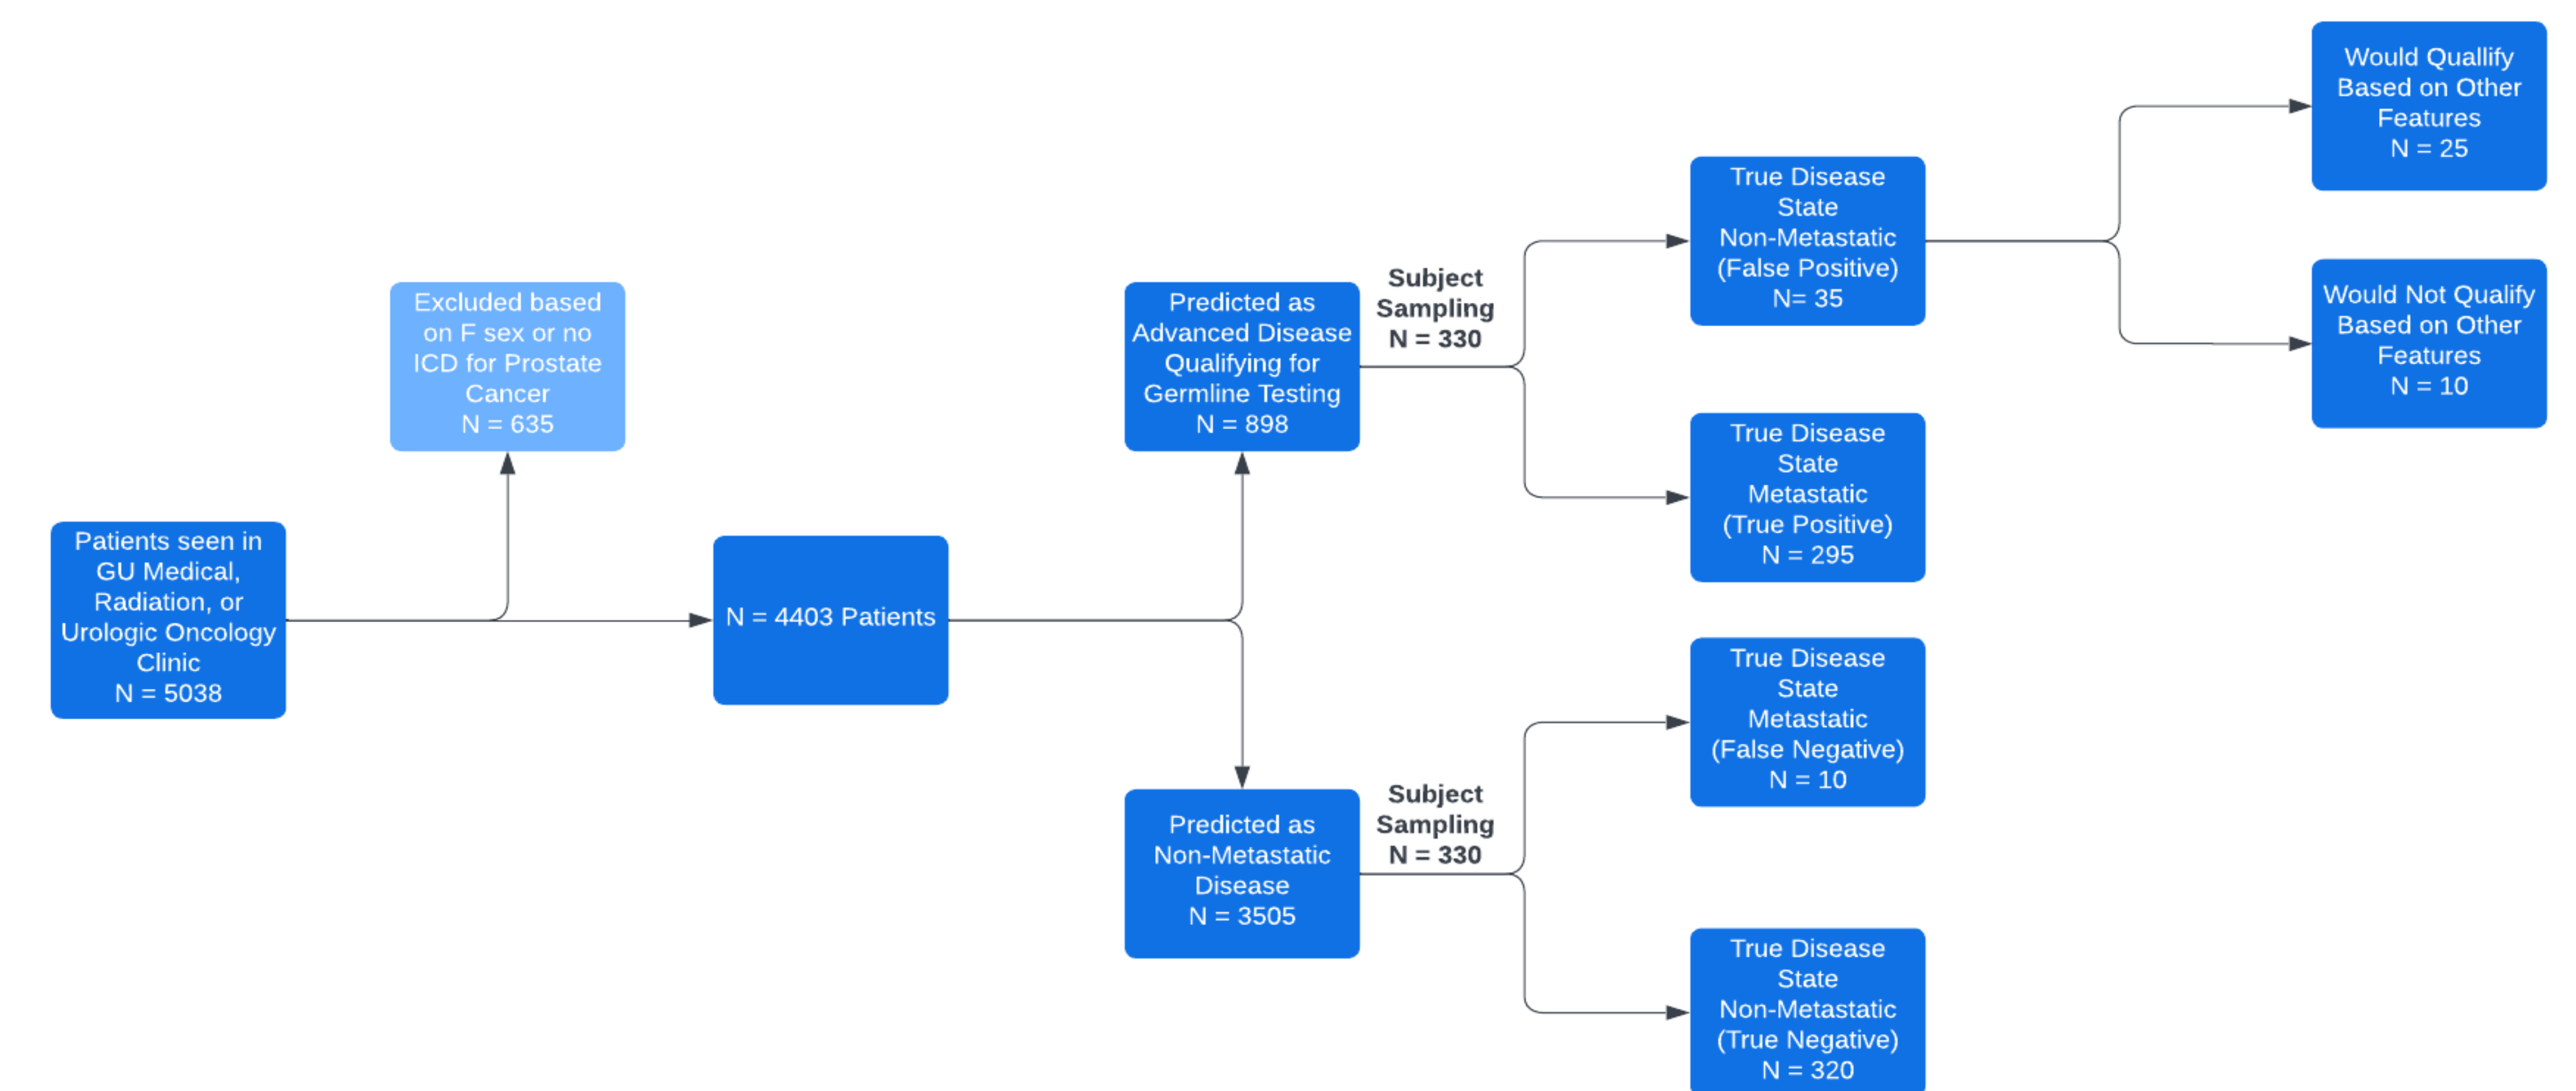 Patients seen in
GU Medical,
Radiation, or
Urologic Oncology
Clinic
N = 5038
Excluded based
on F sex or no
ICD for Prostate
Cancer
N = 635
N = 4403 Patients
Predicted as
Advanced Disease
Qualifying for
Germline Testing
N = 898
Predicted as
Non-Metastatic
Disease
N = 3505
Subject
Sampling
N = 330
Subject
Sampling
N = 330
True Disease
State
Non-Metastatic
(False Positive)
N= 35
True Disease
State
Metastatic
(True Positive)
N = 295
True Disease
State
Metastatic
(False Negative)
N = 10
True Disease
State
Non-Metastatic
(True Negative)
N = 320
Would Quallify
Based on Other
Features
N = 25
Would Not Qualify
Based on Other
Features
N = 10